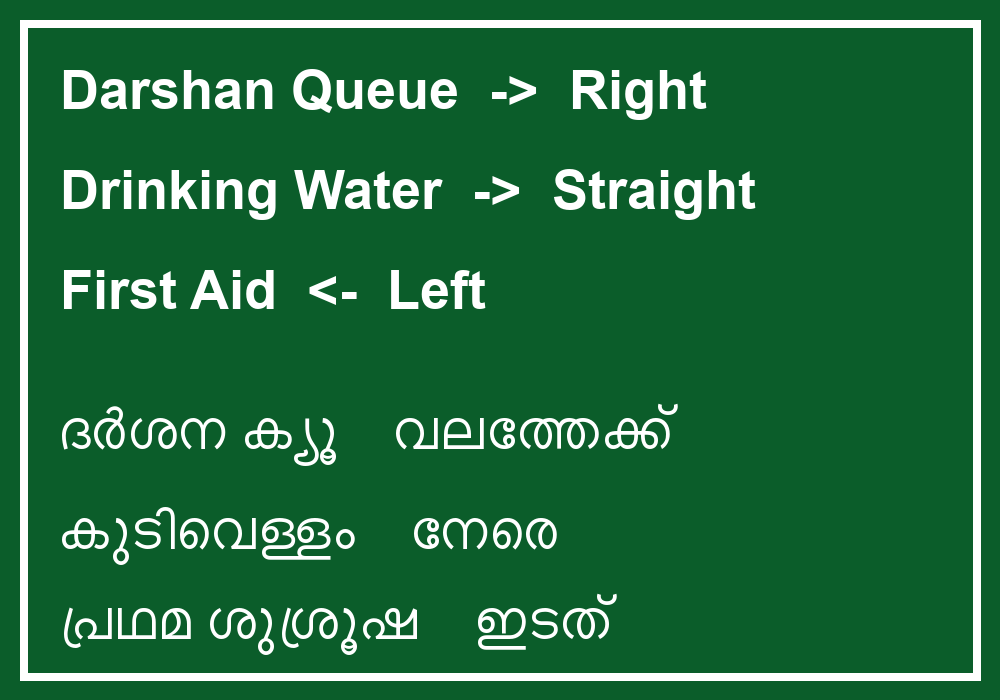 Darshan Queue -> Right
Drinking Water -> Straight
First Aid <- Left
ദർശന ക്യൂ വലത്തേക്ക്
കുടിവെള്ളം നേരെ
പ്രഥമ ശുശ്രൂഷ ഇടത്